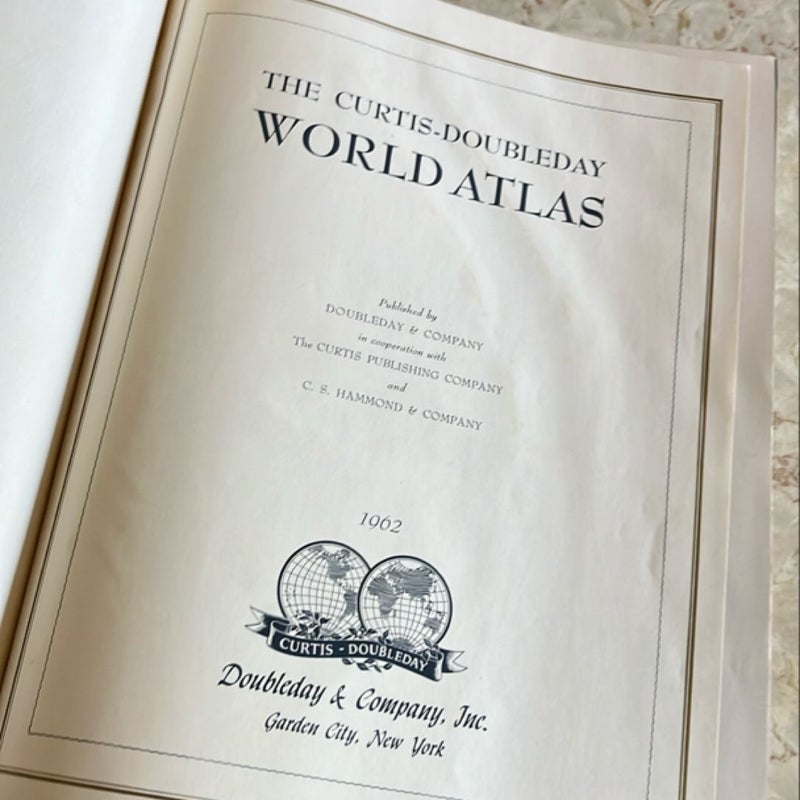 THE CURTIS-DOUBLEDAY
WORLD ATLAS
Published by
DOUBLEDAY & COMPANY
in cooperation with
The CURTIS PUBLISHING COMPANY
and
C. S. HAMMOND & COMPANY
1962
CURTIS - DOUBLEDAY
Doubleday & Company, Inc.
Garden City, New York